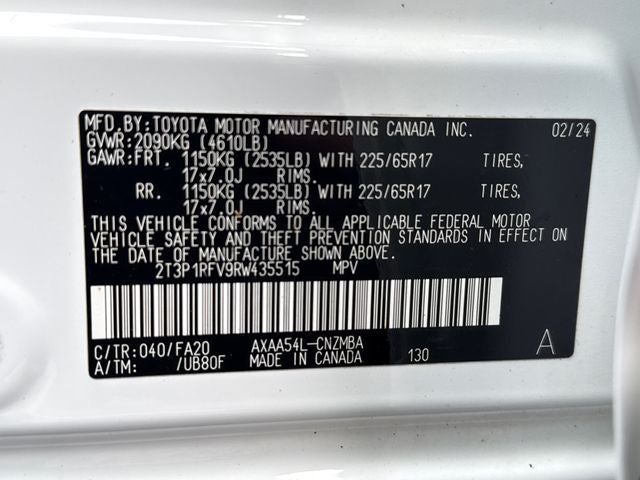 MFD.BY:TOYOTA MOTOR MANUFACTURING CANADA INC. 02/24
GVWR:2090KG (4610LB)
GAWR:FRT. 1150KG (2535LB) WITH 225/65R17 TIRES,
17x7.0J RIMS.
RR. 1150KG (2535LB) WITH 225/65R17 TIRES,
17x7.0J RIMS.
THIS VEHICLE CONFORMS TO ALL APPLICABLE FEDERAL MOTOR
VEHICLE SAFETY AND THEFT PREVENTION STANDARDS IN EFFECT ON
THE DATE OF MANUFACTURE SHOWN ABOVE.
2T3P1RFV9RW435515 MPV
C/TR:040/FA20 AXAA54L-CNZMBA A
A/TM: /UB80F MADE IN CANADA 130